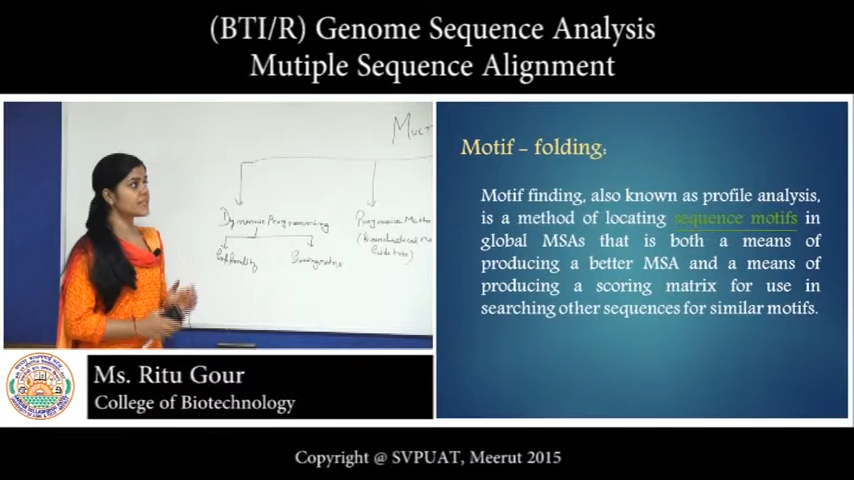 (BTI/R) Genome Sequence Analysis
Mutiple Sequence Alignment
Dynamic Programming
Motif - folding:
Motif finding, also known as profile analysis,
is a method of locating sequence motifs in
global MSAs that is both a means of
producing a better MSA and a means of
producing a scoring matrix for use in
searching other sequences for similar motifs.
Ms. Ritu Gour
College of Biotechnology
Copyright @ SVPUAT, Meerut 2015